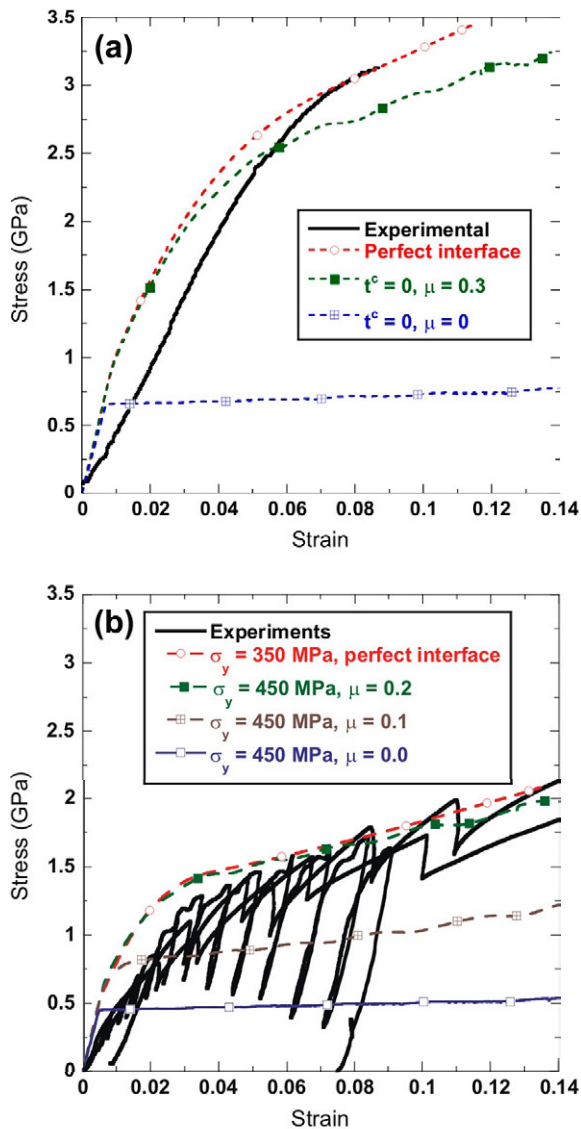 (a)
3.5
3
2.5
2
1.5
1
0.5
0
Stress (GPa)
Experimental
Perfect interface
tᶜ = 0, μ = 0.3
tᶜ = 0, μ = 0
0 0.02 0.04 0.06 0.08 0.1 0.12 0.14
Strain
(b)
3.5
3
2.5
2
1.5
1
0.5
0
Stress (GPa)
Experiments
σ_y = 350 MPa, perfect interface
σ_y = 450 MPa, μ = 0.2
σ_y = 450 MPa, μ = 0.1
σ_y = 450 MPa, μ = 0.0
0 0.02 0.04 0.06 0.08 0.1 0.12 0.14
Strain